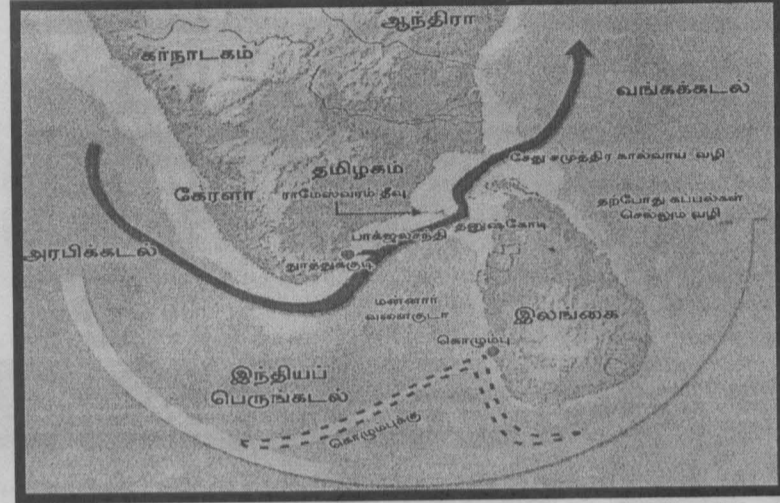 ஆந்திரா
கர்நாடகம்
வங்கக்கடல்
சேது சமுத்திர கால்வாய் வழி
தமிழகம்
கேரளா
ராமேஸ்வரம் தீவு
தற்போது கப்பல்கள்
செல்லும் வழி
பாக்ஜலசந்தி
தனுஷ்கோடி
அரபிக்கடல்
தூத்துக்குடி
மன்னார்
வளைகுடா
இலங்கை
கொழும்பு
இந்தியப்
பெருங்கடல்
கொழும்புக்கு